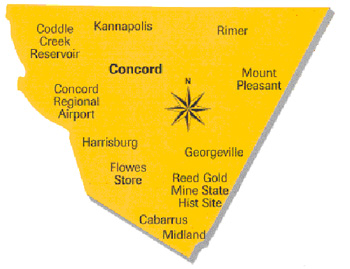 Coddle
Creek
Reservoir
Kannapolis
Rimer
Concord
Mount
Pleasant
N
Concord
Regional
Airport
Harrisburg
Georgeville
Flowes
Store
Reed Gold
Mine State
Hist Site
Cabarrus
Midland